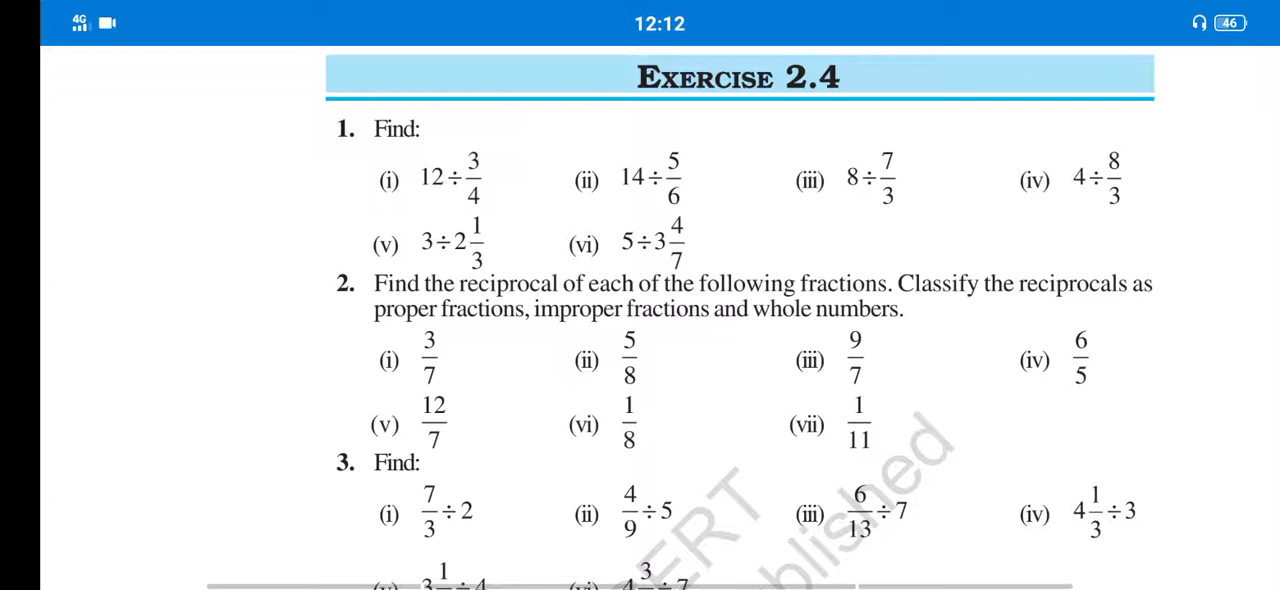 4G
12:12
46
EXERCISE 2.4
1. Find:
(i) 12 ÷ 3/4 (ii) 14 ÷ 5/6 (iii) 8 ÷ 7/3 (iv) 4 ÷ 8/3
(v) 3 ÷ 2 1/3 (vi) 5 ÷ 3 4/7
2. Find the reciprocal of each of the following fractions. Classify the reciprocals as
proper fractions, improper fractions and whole numbers.
(i) 3/7 (ii) 5/8 (iii) 9/7 (iv) 6/5
(v) 12/7 (vi) 1/8 (vii) 1/11
3. Find:
(i) 7/3 ÷ 2 (ii) 4/9 ÷ 5 (iii) 6/13 ÷ 7 (iv) 4 1/3 ÷ 3